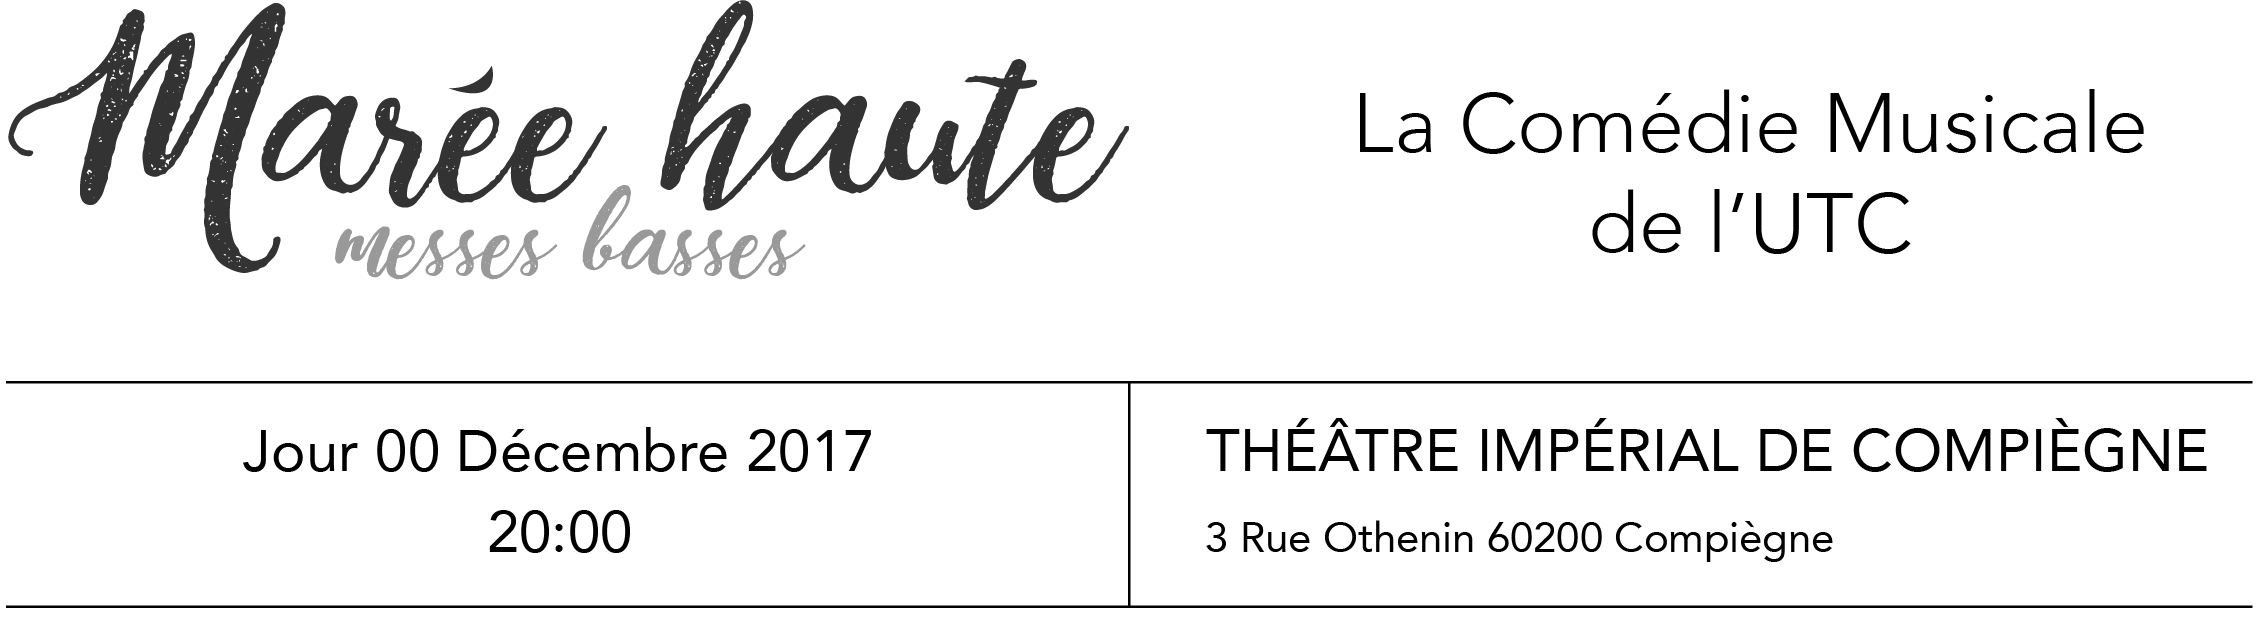 Marée haute
messes basses
La Comédie Musicale
de l’UTC
Jour 00 Décembre 2017
20:00
THÉÂTRE IMPÉRIAL DE COMPIÈGNE
3 Rue Othenin 60200 Compiègne